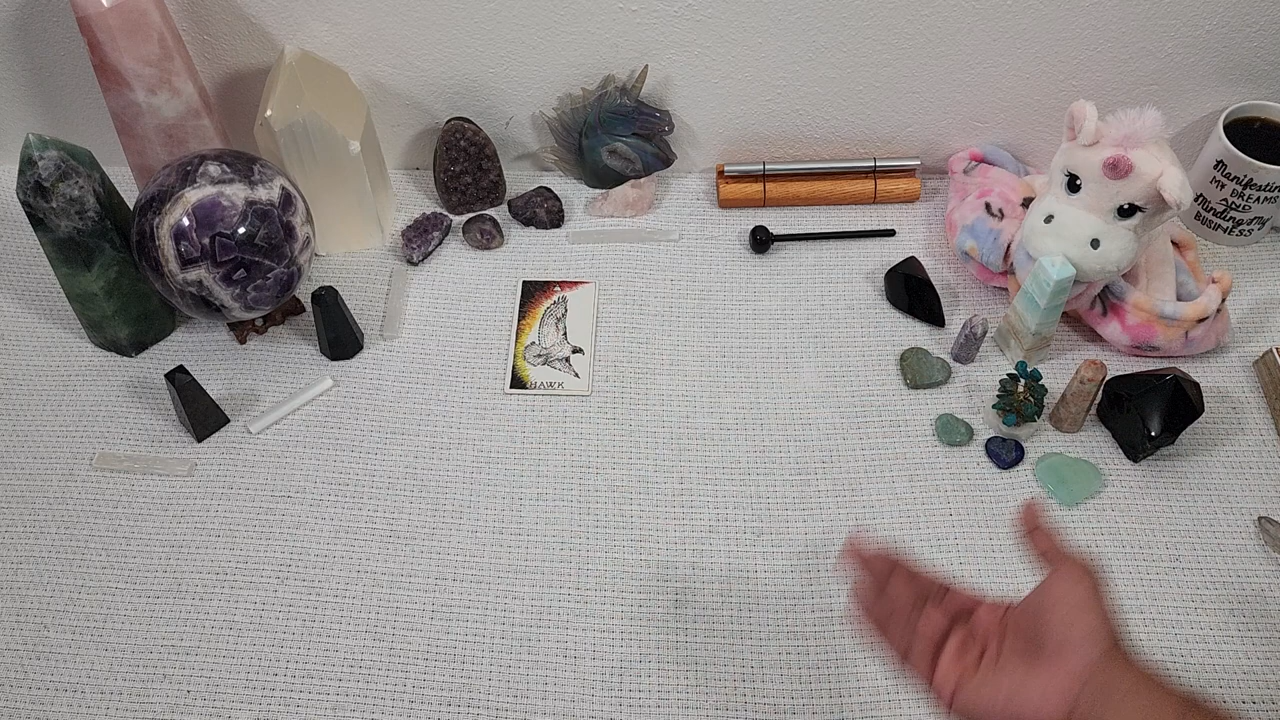 HAWK
Manifesting
MY DREAMS
AND
Minding My
BUSINESS